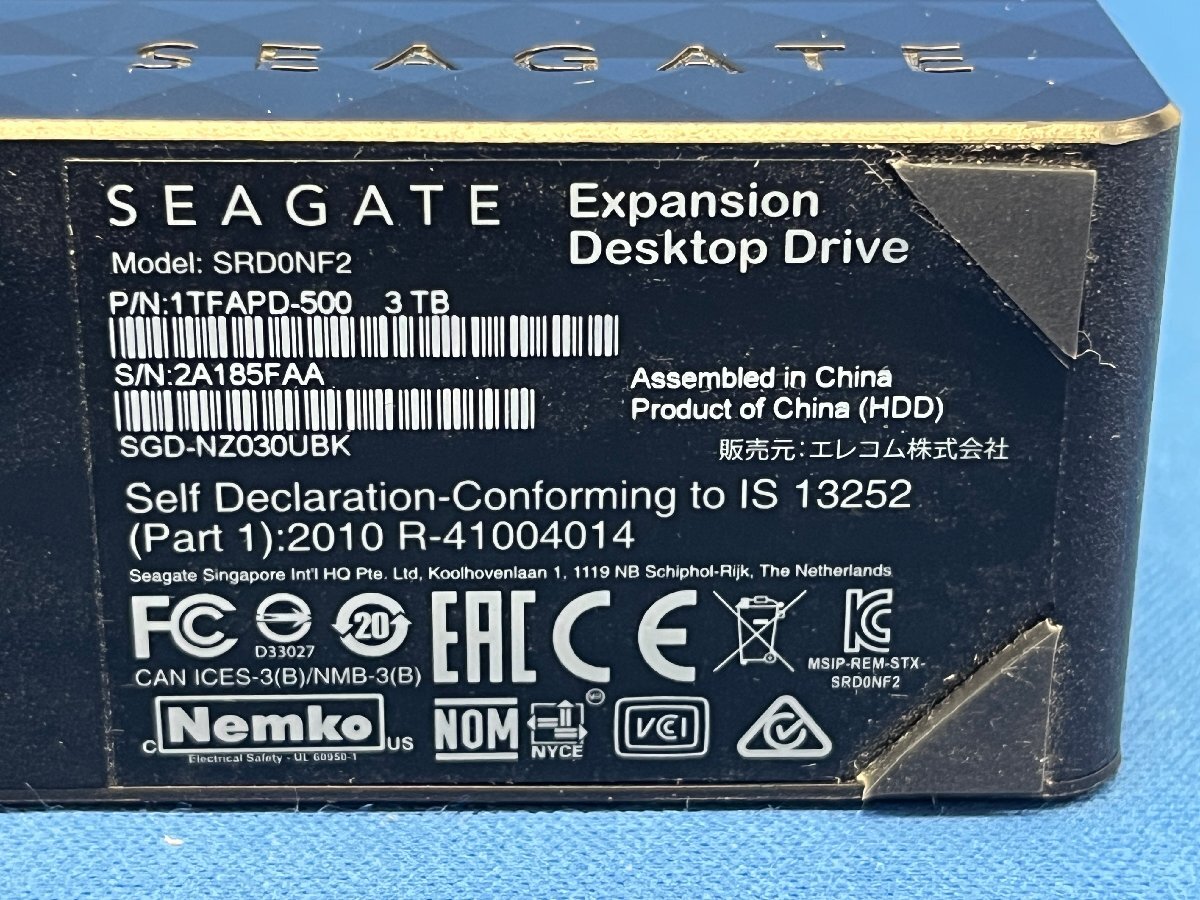 SEAGATE
SEAGATE
Expansion
Desktop Drive
Model: SRD0NF2
P/N:1TFAPD-500 3 TB
S/N:2A185FAA
SGD-NZ030UBK
Assembled in China
Product of China (HDD)
販売元:エレコム株式会社
Self Declaration-Conforming to IS 13252
(Part 1):2010 R-41004014
Seagate Singapore Int'l HQ Pte. Ltd, Koolhovenlaan 1, 1119 NB Schiphol-Rijk, The Netherlands
FC
D33027
20
EAC
CE
MSIP-REM-STX-
SRD0NF2
CAN ICES-3(B)/NMB-3(B)
C Nemko US
Electrical Safety - UL 60950-1
NOM
NYCE
VCI